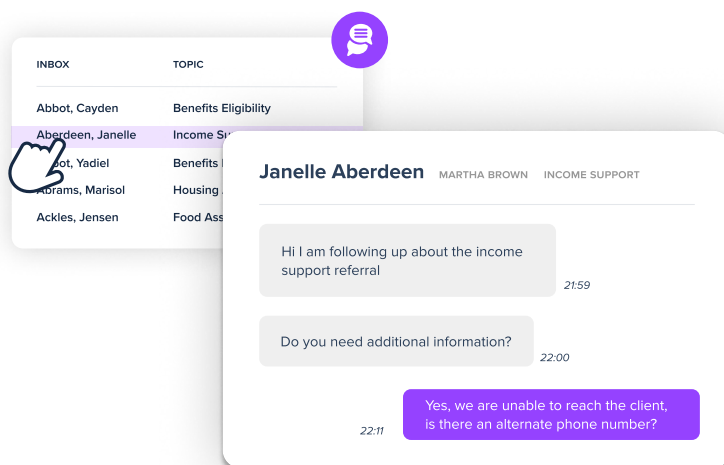 INBOX TOPIC
Abbot, Cayden Benefits Eligibility
Aberdeen, Janelle Income
Yadiel Benefits
Abrams, Marisol Housing
Ackles, Jensen Food
Janelle Aberdeen MARTHA BROWN INCOME SUPPORT
Hi I am following up about the income
support referral
21:59
Do you need additional information?
22:00
Yes, we are unable to reach the client,
is there an alternate phone number?
22:11